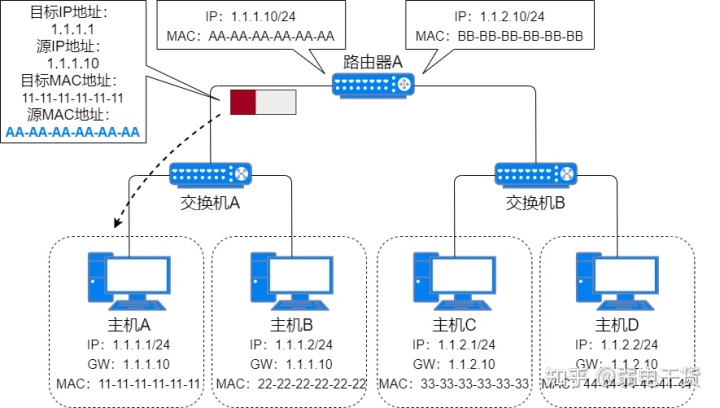 目标IP地址：
1.1.1.1
源IP地址：
1.1.1.10
目标MAC地址：
11-11-11-11-11-11
源MAC地址：
AA-AA-AA-AA-AA-AA
IP：1.1.1.10/24
MAC：AA-AA-AA-AA-AA-AA
IP：1.1.2.10/24
MAC：BB-BB-BB-BB-BB-BB
路由器A
交换机A
交换机B
主机A
IP：1.1.1.1/24
GW：1.1.1.10
MAC：11-11-11-11-11-11
主机B
IP：1.1.1.2/24
GW：1.1.1.10
MAC：22-22-22-22-22-22
主机C
IP：1.1.2.1/24
GW：1.1.2.10
MAC：33-33-33-33-33-33
主机D
IP：1.1.2.2/24
GW：1.1.2.10
MAC：44-44-44-44-44-44
知乎 @弱电干货